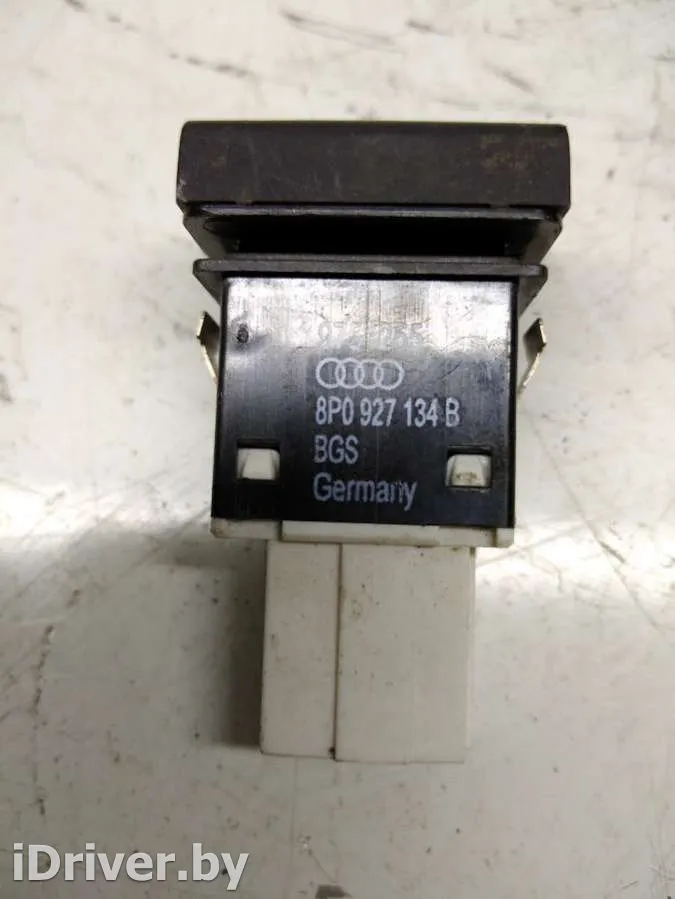 8P0 927 134 B
BGS
Germany
iDriver.by